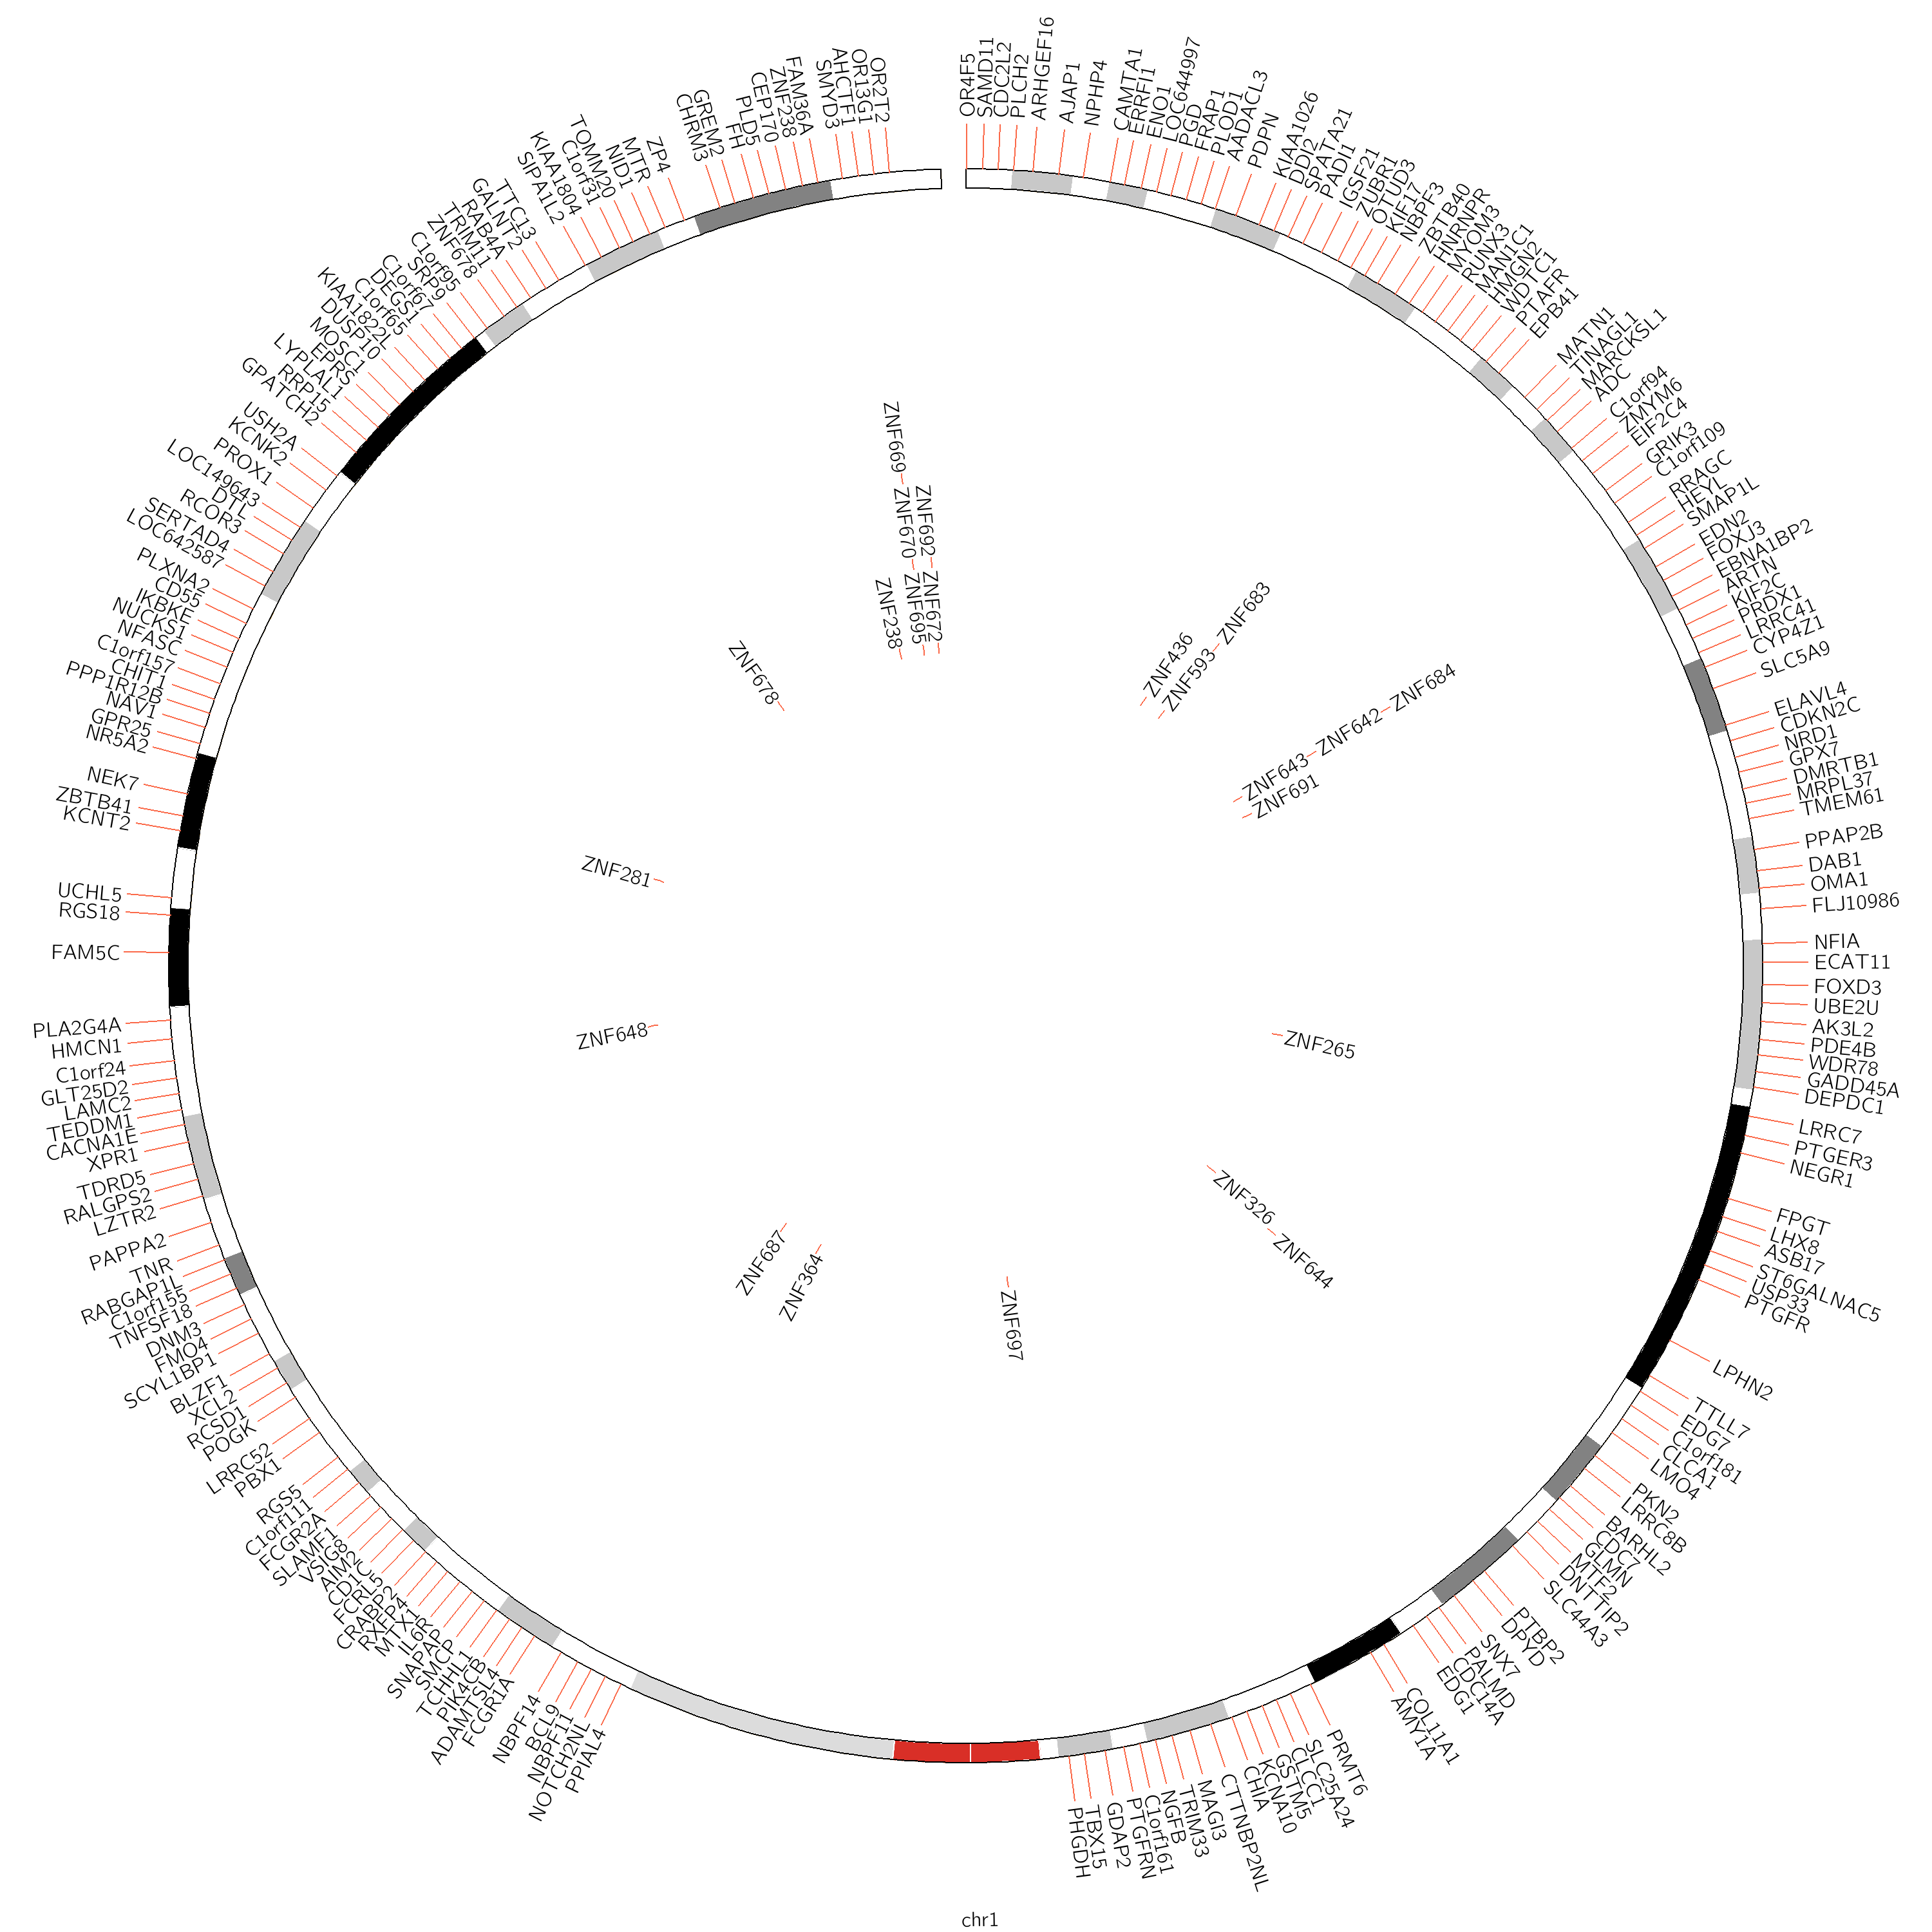 OR4F5
SAMD11
CDC2L2
PLCH2
ARHGEF16
AJAP1
NPHP4
CAMTA1
ERRFI1
ENO1
LOC644997
PGD
FRAP1
PLOD1
AADACL3
PDPN
KIAA1026
DDI2
SPATA21
PADI1
IGSF21
UBR1
OTUD3
KIF17
NBPF3
ZBTB40
HNRNPR
MYOM3
RUNX3
MAN1C1
HMGN2
WDTC1
PTAFR
EPB41
MATN1
TINAGL1
MARCKSL1
ADC
C1orf94
ZMYM6
EIF2C4
GRIK3
C1orf109
RRAGC
HEYL
SMAP1L
EDN2
FOXJ3
EBNA1BP2
ARTN
KIF2C
PRDX1
LRRC41
CYP4Z1
SLC5A9
ELAVL4
CDKN2C
NRD1
GPX7
DMRTB1
MRPL37
TMEM61
PPAP2B
DAB1
OMA1
FLJ10986
NFIA
ECAT11
FOXD3
UBE2U
AK3L2
PDE4B
WDR78
GADD45A
DEPDC1
LRRC7
PTGER3
NEGR1
FPGT
LHX8
ASB17
ST6GALNAC5
USP33
PTGFR
LPHN2
TTLL7
EDG7
C1orf181
CLCA1
LMO4
PKN2
LRRC8B
BARHL2
CDC7
GLMN
MTF2
DNTTIP2
SLC44A3
PTBP2
DPYD
SNX7
PALMD
CDC14A
EDG1
COL11A1
AMY1A
PRMT6
SLC25A24
CLCC1
GSTM5
KCNA10
CHIA
CTTNBP2NL
MAGI3
TRIM33
NGFB
C1orf161
PTGFRN
GDAP2
TBX15
PHGDH
PPIAL4
NOTCH2NL
NBPF11
BCL9
NBPF14
FCGR1A
ADAMTSL4
PIK4CB
TCHHL1
SMCP
SNAPAP
IL6R
MTX1
RXFP4
CRABP2
FCRL5
CD1C
AIM2
VSIG8
SLAMF1
FCGR2A
C1orf111
RGS5
PBX1
LRRC52
POGK
RCSD1
XCL2
BLZF1
SCYL1BP1
FMO4
DNM3
TNFSF18
C1orf155
RABGAP1L
TNR
PAPPA2
LZTR2
RALGPS2
TDRD5
XPR1
CACNA1E
TEDDM1
LAMC2
GLT25D2
C1orf24
HMCN1
PLA2G4A
FAM5C
RGS18
UCHL5
KCNT2
ZBTB41
NEK7
NR5A2
GPR25
NAV1
PPP1R12B
CHIT1
C1orf157
NFASC
NUCKS1
IKBKE
CD55
PLXNA2
LOC642587
SERTAD4
RCOR3
DTL
LOC149643
PROX1
KCNK2
USH2A
GPATCH2
RRP15
LYPLAL1
EPRS
MOSC1
DUSP10
KIAA1822L
C1orf65
DEGS1
C1orf67
SRP9
C1orf95
ZNF678
TRIM11
RAB4A
GALNT2
TTC13
SIPA1L2
KIAA1804
C1orf31
TOMM20
NID1
MTR
ZP4
CHRM3
GREM2
FH
PLD5
CEP170
ZNF238
FAM36A
SMYD3
AHCTF1
OR13G1
OR2T2
ZNF669
ZNF670
ZNF692
ZNF238
ZNF695
ZNF672
ZNF678
ZNF436
ZNF593
ZNF683
ZNF643
ZNF642
ZNF684
ZNF691
ZNF281
ZNF648
ZNF265
ZNF326
ZNF644
ZNF687
ZNF364
ZNF697
chr1